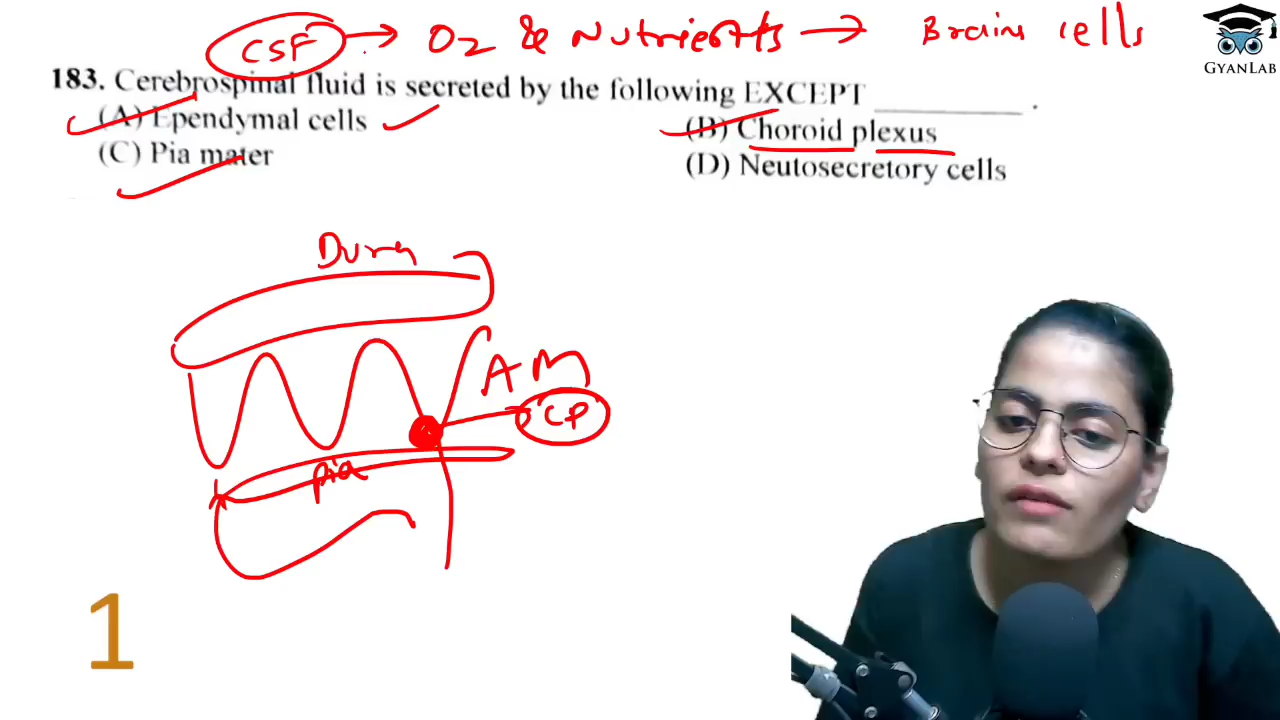 CSF → O2 & Nutrients → Brain cells
GYANLAB
183. Cerebrospinal fluid is secreted by the following EXCEPT ____________ .
(A) Ependymal cells (B) Choroid plexus
(C) Pia mater (D) Neutosecretory cells
Dura
AM
CP
pia
1